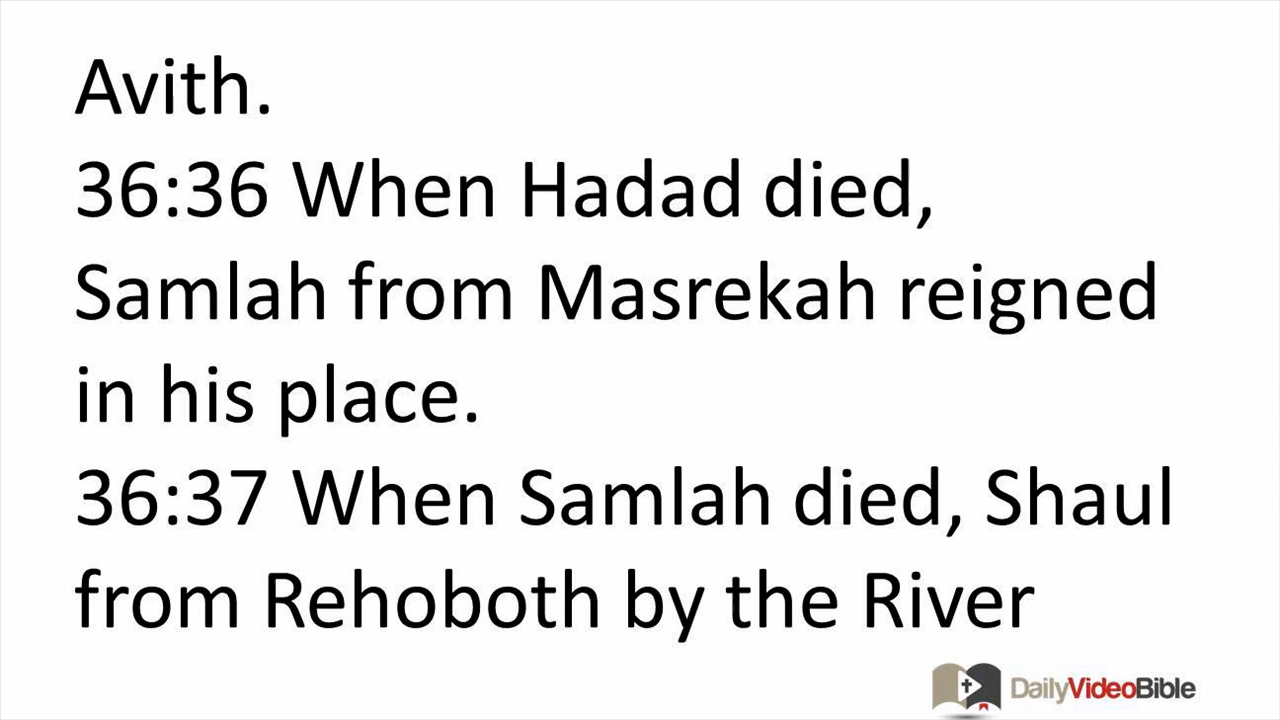 Avith.
36:36 When Hadad died,
Samlah from Masrekah reigned
in his place.
36:37 When Samlah died, Shaul
from Rehoboth by the River
DailyVideoBible